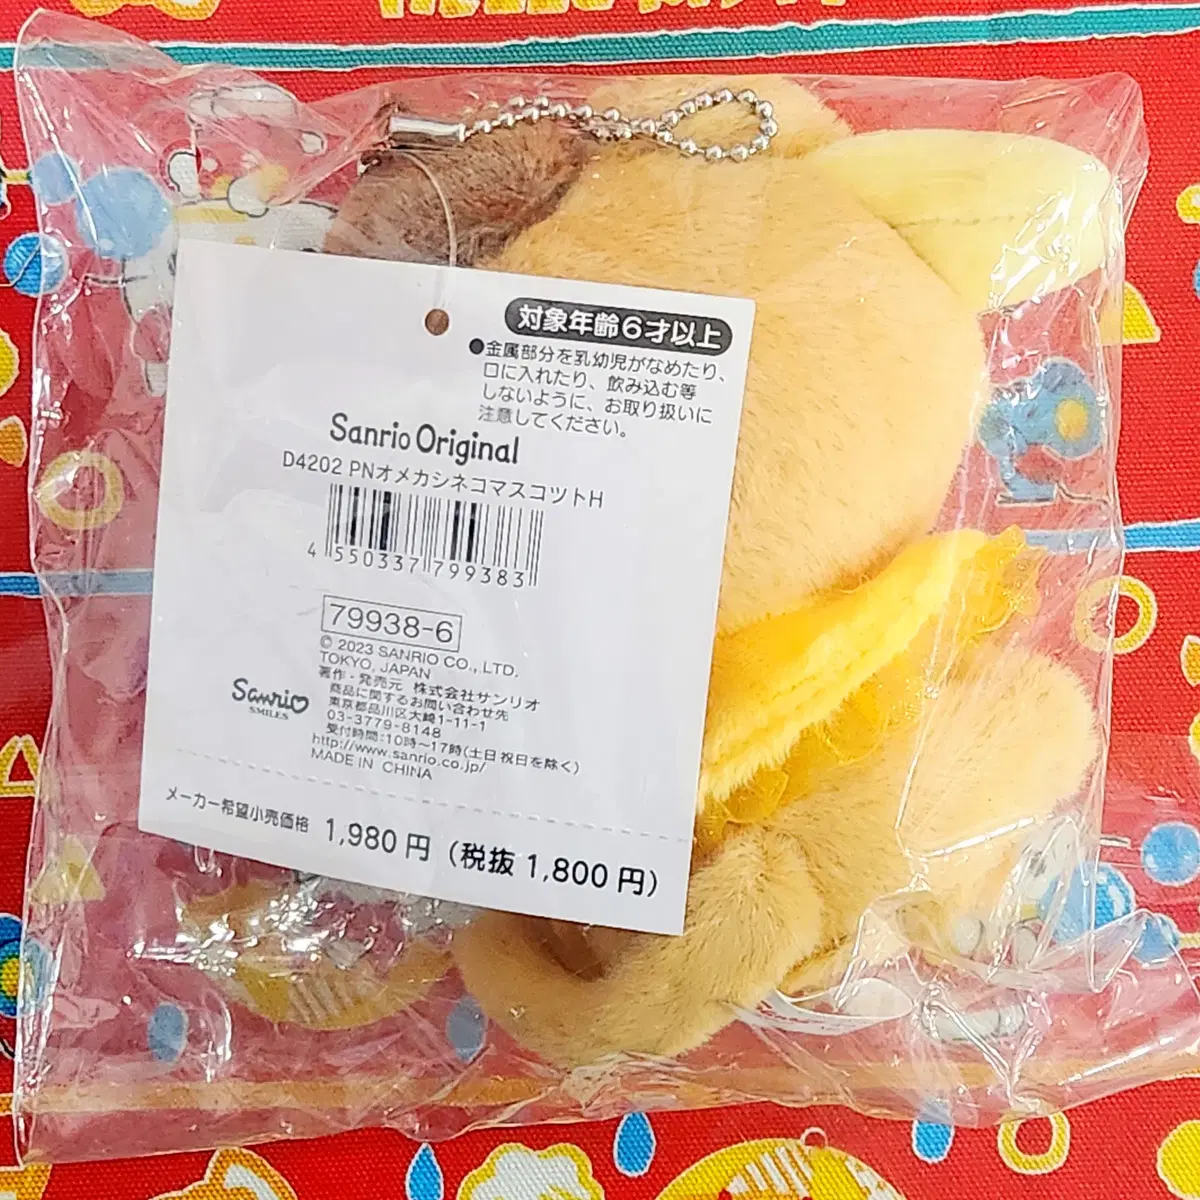 対象年齢6才以上
●金属部分を乳幼児がなめたり、
口に入れたり、飲み込む等
しないように、お取り扱いに
注意してください。
Sanrio Original
D4202 PNオメカシネコマスコットH
4 550337 799383
79938-6
© 2023 SANRIO CO., LTD.
TOKYO, JAPAN
著作・発売元 株式会社サンリオ
商品に関するお問い合わせ先
東京都品川区大崎1-11-1
03-3779-8148
受付時間:10時〜17時(土日祝日を除く)
http://www.sanrio.co.jp/
MADE IN CHINA
Sanrio
SMILES
メーカー希望小売価格 1,980 円 (税抜 1,800 円)